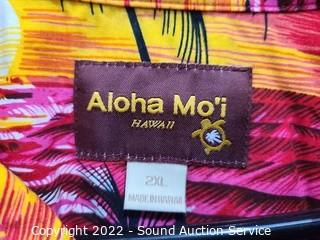 Aloha Mo'i
HAWAII
2XL
MADE IN HAWAII
Copyright 2022 - Sound Auction Service